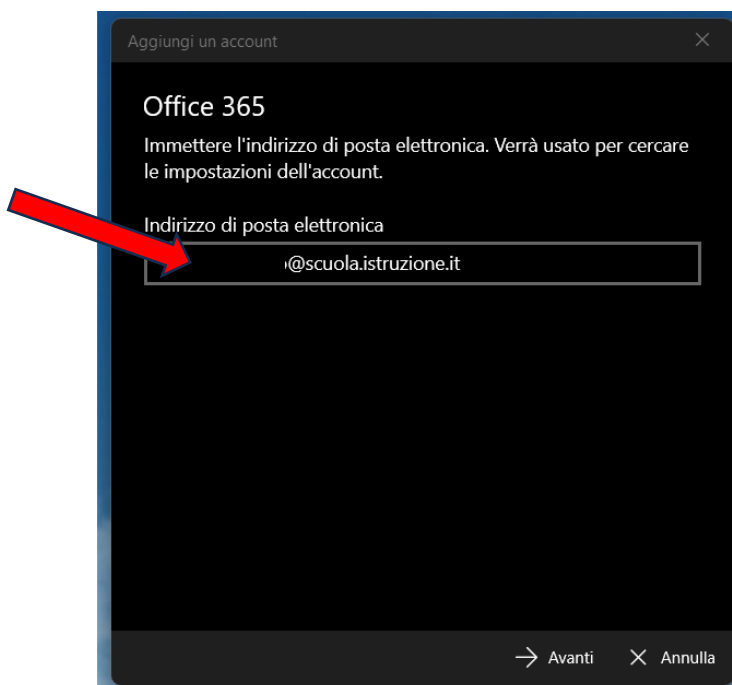 Aggiungi un account
Office 365
Immettere l'indirizzo di posta elettronica. Verrà usato per cercare
le impostazioni dell'account.
Indirizzo di posta elettronica
@scuola.istruzione.it
Avanti
Annulla